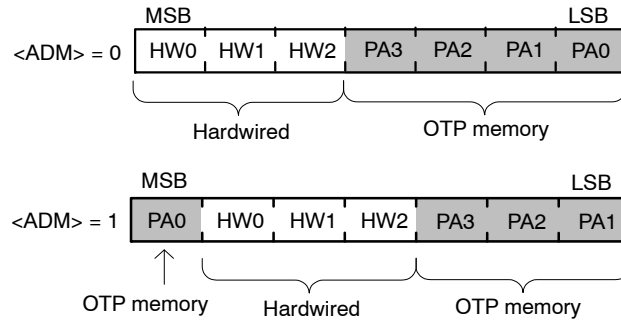 MSB LSB
<ADM> = 0 HW0 HW1 HW2 PA3 PA2 PA1 PA0
Hardwired OTP memory
MSB LSB
<ADM> = 1 PA0 HW0 HW1 HW2 PA3 PA2 PA1
OTP memory Hardwired OTP memory